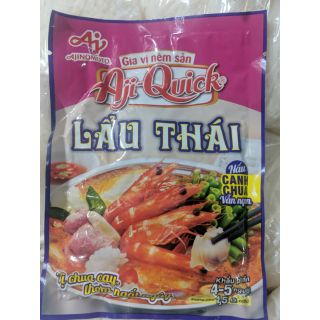 AJINOMOTO
Gia vị nêm sẵn
Aji-Quick
LẨU THÁI
Nấu
CANH CHUA
Vẫn ngon
Vị chua cay,
Khẩu phần
4-5 người